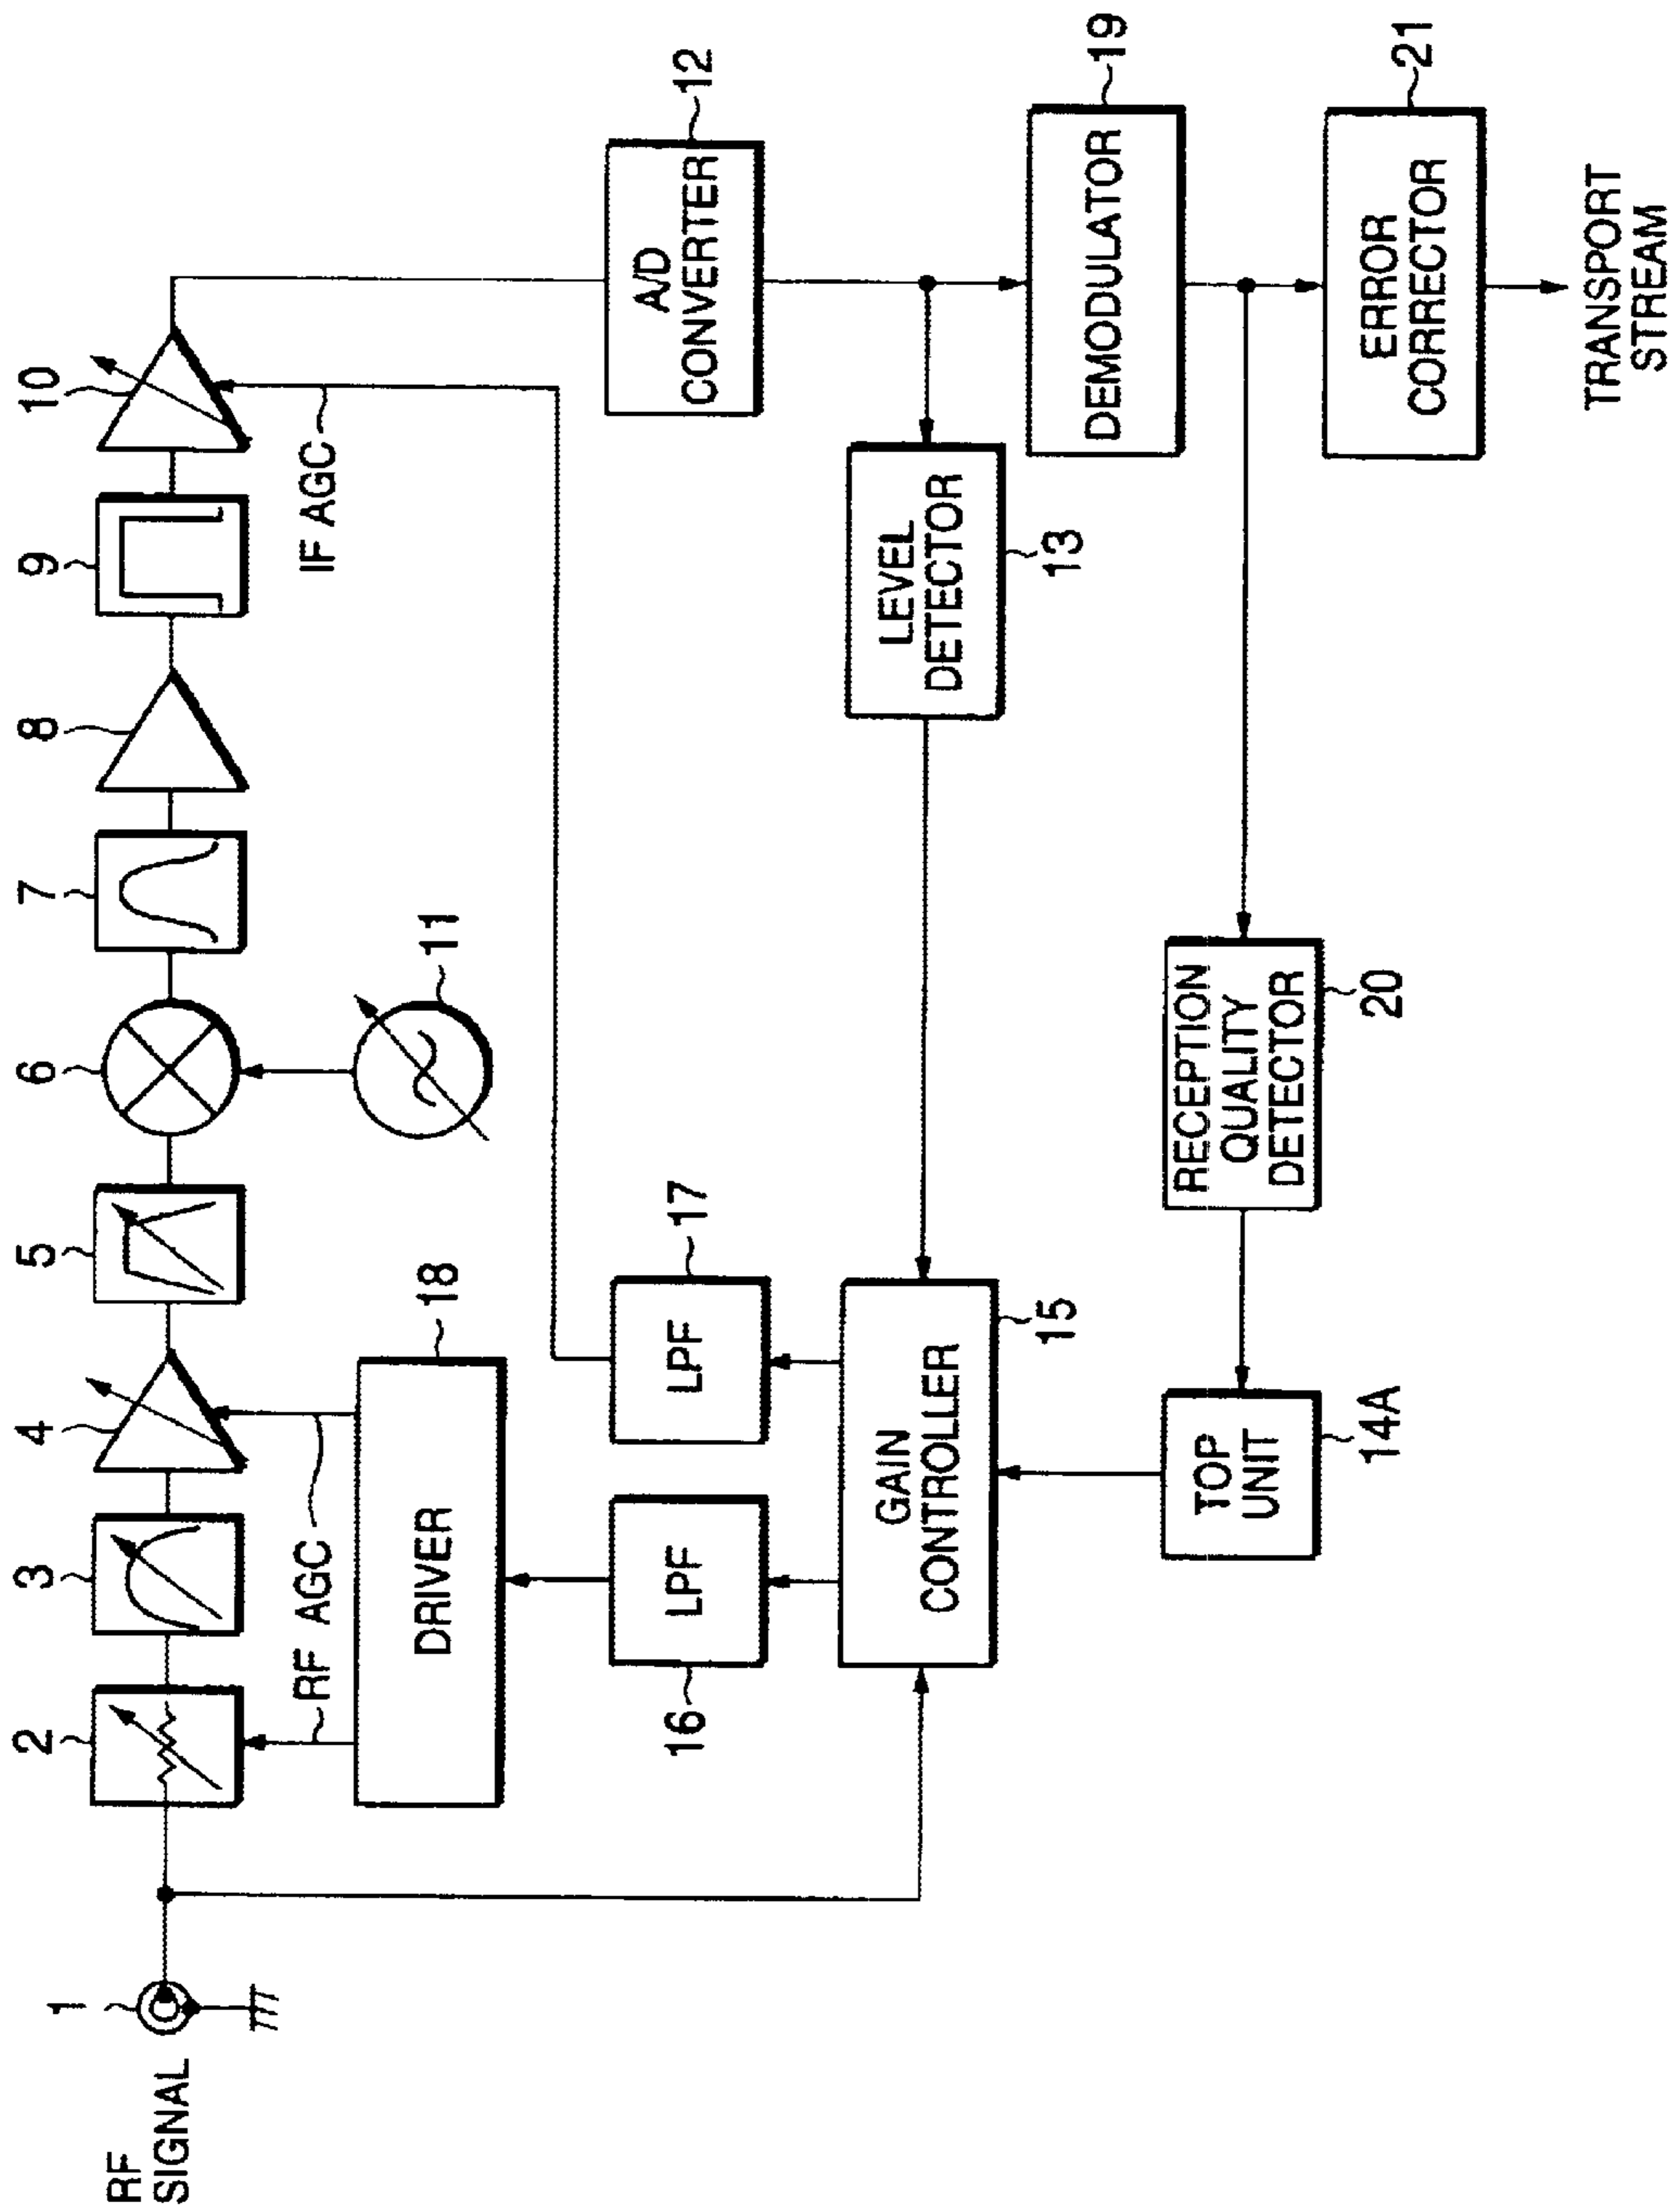 RF
SIGNAL
1
2
3
4
5
6
7
8
9
10
11
RF AGC
IF AGC
DRIVER
18
A/D
CONVERTER
12
LPF
16
LPF
17
GAIN
CONTROLLER
15
LEVEL
DETECTOR
13
DEMODULATOR
19
TOP
UNIT
14A
RECEPTION
QUALITY
DETECTOR
20
ERROR
CORRECTOR
21
TRANSPORT
STREAM